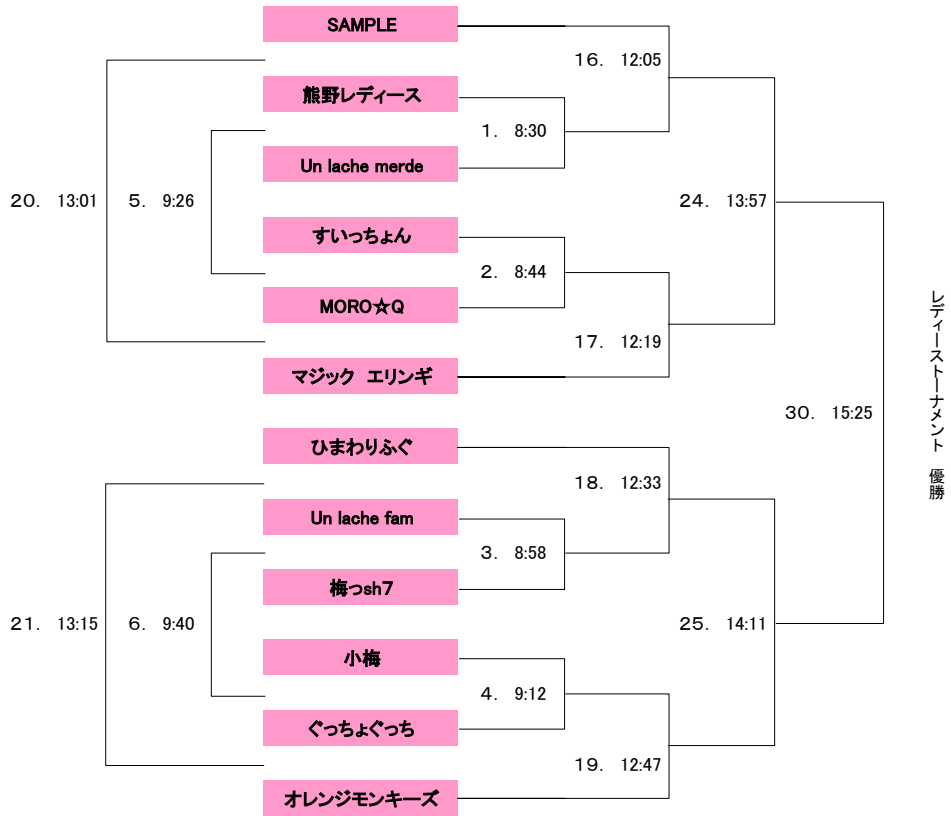 SAMPLE
16. 12:05
熊野レディース
1. 8:30
Un lache merde
20. 13:01
5. 9:26
24. 13:57
すいっちょん
2. 8:44
MORO☆Q
17. 12:19
マジック エリンギ
30. 15:25
レディーストーナメント 優勝
ひまわりふぐ
18. 12:33
Un lache fam
3. 8:58
梅っsh7
21. 13:15
6. 9:40
25. 14:11
小梅
4. 9:12
ぐっちょぐっち
19. 12:47
オレンジモンキーズ